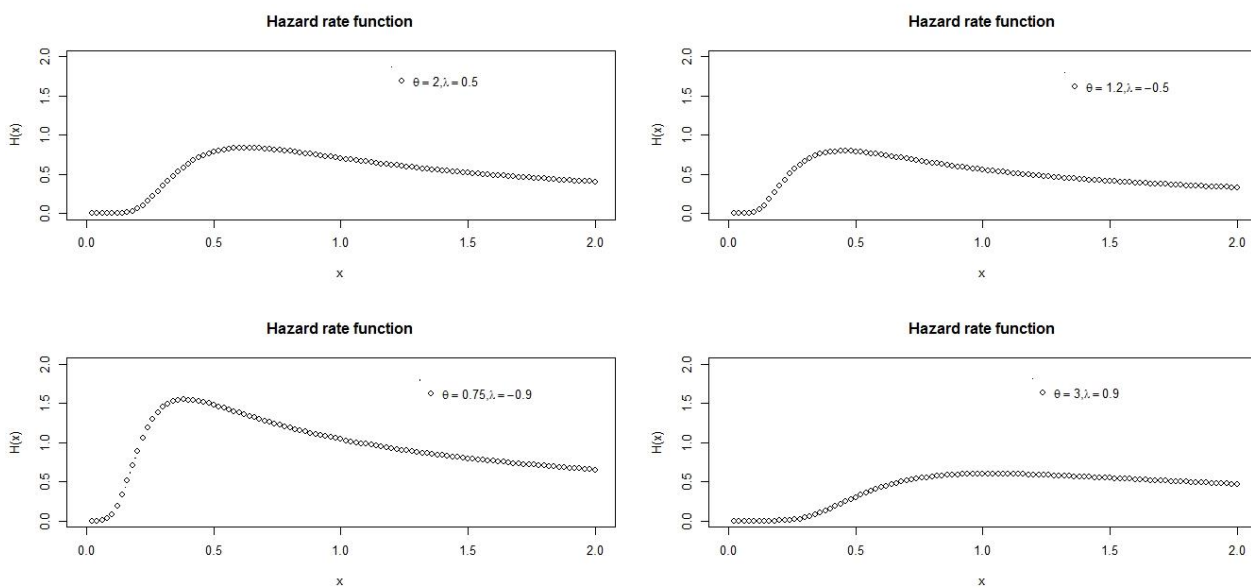 Hazard rate function
H(x)
2.0
1.5
1.0
0.5
0.0
θ = 2,λ = 0.5
0.0 0.5 1.0 1.5 2.0
x
Hazard rate function
H(x)
2.0
1.5
1.0
0.5
0.0
θ = 1.2,λ = −0.5
0.0 0.5 1.0 1.5 2.0
x
Hazard rate function
H(x)
2.0
1.5
1.0
0.5
0.0
θ = 0.75,λ = −0.9
0.0 0.5 1.0 1.5 2.0
x
Hazard rate function
H(x)
2.0
1.5
1.0
0.5
0.0
θ = 3,λ = 0.9
0.0 0.5 1.0 1.5 2.0
x